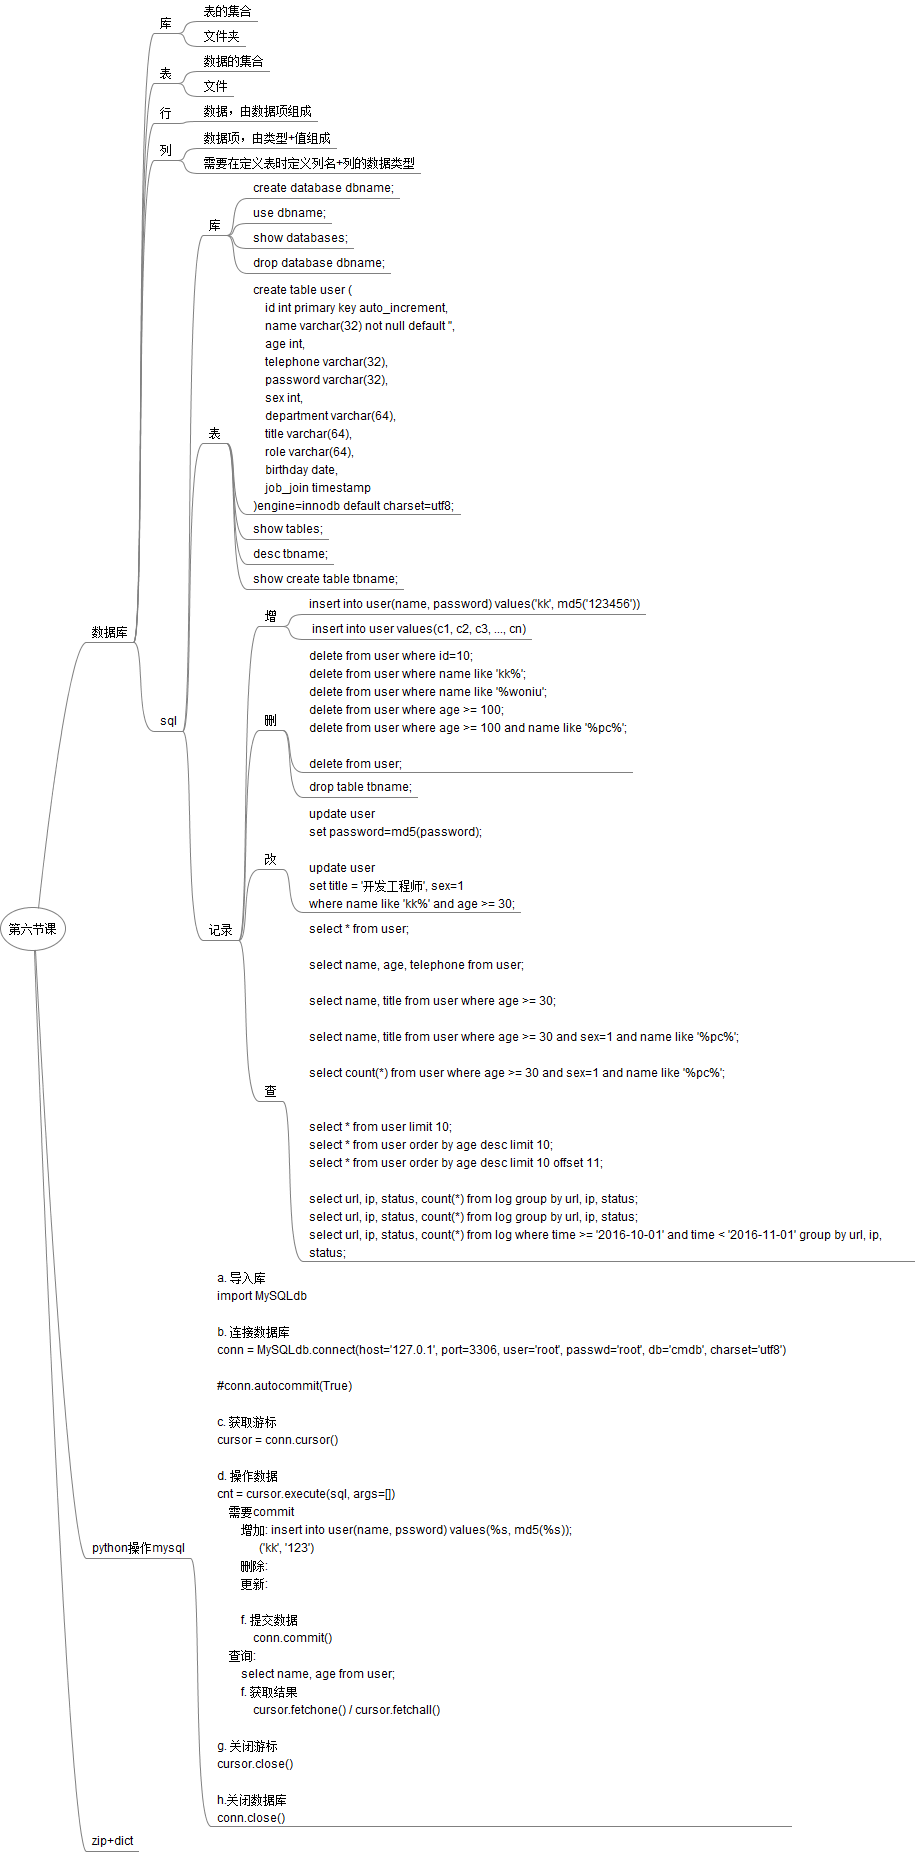 库
表的集合
文件夹
表
数据的集合
文件
行
数据，由数据项组成
列
数据项，由类型+值组成
需要在定义表时定义列名+列的数据类型
库
create database dbname;
use dbname;
show databases;
drop database dbname;
表
create table user (
id int primary key auto_increment,
name varchar(32) not null default '',
age int,
telephone varchar(32),
password varchar(32),
sex int,
department varchar(64),
title varchar(64),
role varchar(64),
birthday date,
job_join timestamp
)engine=innodb default charset=utf8;
show tables;
desc tbname;
show create table tbname;
增
insert into user(name, password) values('kk', md5('123456'))
insert into user values(c1, c2, c3, ..., cn)
数据库
sql
删
delete from user where id=10;
delete from user where name like 'kk%';
delete from user where name like '%woniu';
delete from user where age >= 100;
delete from user where age >= 100 and name like '%pc%';
delete from user;
drop table tbname;
改
update user
set password=md5(password);
update user
set title = '开发工程师', sex=1
where name like 'kk%' and age >= 30;
第六节课
记录
查
select * from user;
select name, age, telephone from user;
select name, title from user where age >= 30;
select name, title from user where age >= 30 and sex=1 and name like '%pc%';
select count(*) from user where age >= 30 and sex=1 and name like '%pc%';
select * from user limit 10;
select * from user order by age desc limit 10;
select * from user order by age desc limit 10 offset 11;
select url, ip, status, count(*) from log group by url, ip, status;
select url, ip, status, count(*) from log group by url, ip, status;
select url, ip, status, count(*) from log where time >= '2016-10-01' and time < '2016-11-01' group by url, ip,
status;
python操作mysql
a. 导入库
import MySQLdb
b. 连接数据库
conn = MySQLdb.connect(host='127.0.1', port=3306, user='root', passwd='root', db='cmdb', charset='utf8')
#conn.autocommit(True)
c. 获取游标
cursor = conn.cursor()
d. 操作数据
cnt = cursor.execute(sql, args=[])
需要commit
增加: insert into user(name, pssword) values(%s, md5(%s));
('kk', '123')
删除:
更新:
f. 提交数据
conn.commit()
查询:
select name, age from user;
f. 获取结果
cursor.fetchone() / cursor.fetchall()
g. 关闭游标
cursor.close()
h.关闭数据库
conn.close()
zip+dict